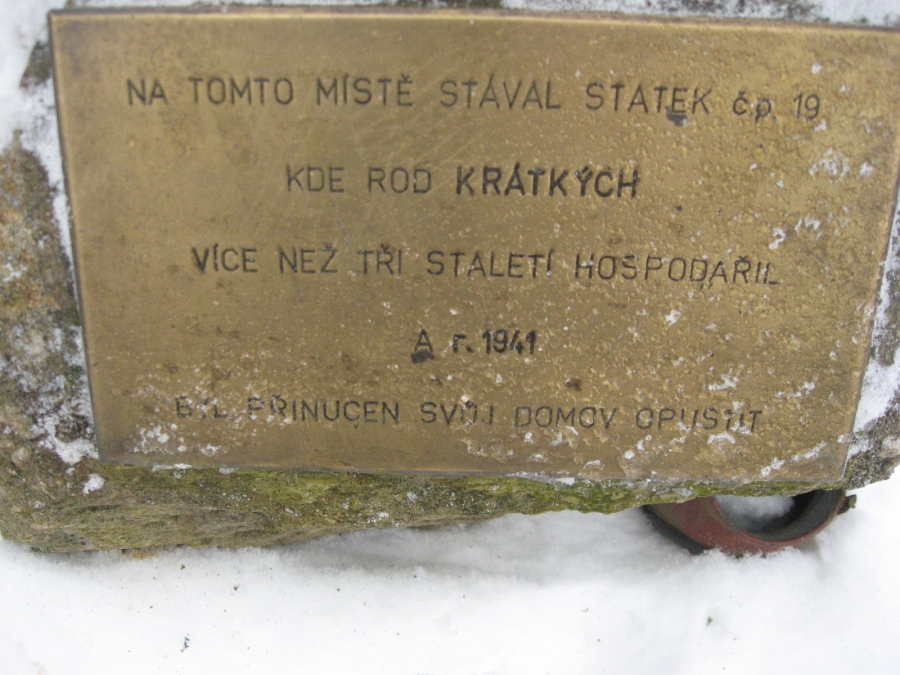 NA TOMTO MÍSTĚ STÁVAL STATEK čp. 19
KDE ROD KRÁTKÝCH
VÍCE NEŽ TŘI STALETÍ HOSPODAŘIL
A r. 1941
BYL PŘINUCEN SVŮJ DOMOV OPUSTIT